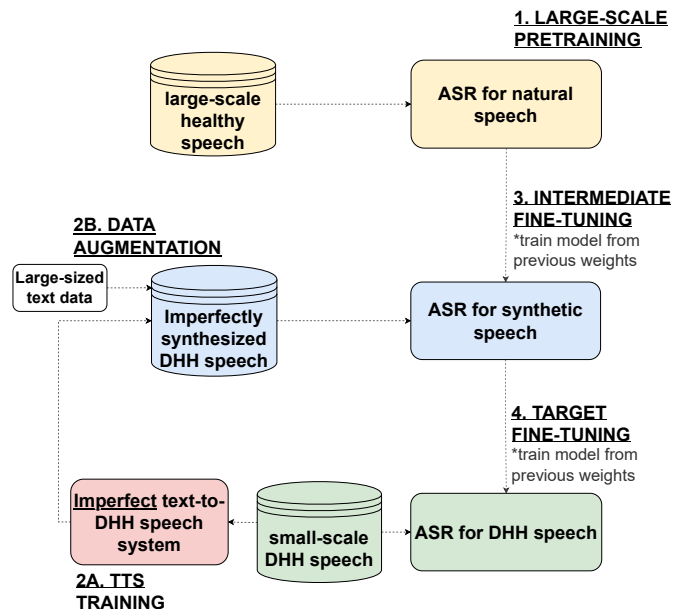 1. LARGE-SCALE
PRETRAINING
large-scale
healthy
speech
ASR for natural
speech
3. INTERMEDIATE
FINE-TUNING
*train model from
previous weights
2B. DATA
AUGMENTATION
Large-sized
text data
Imperfectly
synthesized
DHH speech
ASR for synthetic
speech
4. TARGET
FINE-TUNING
*train model from
previous weights
Imperfect text-to-
DHH speech
system
small-scale
DHH speech
ASR for DHH speech
2A. TTS
TRAINING